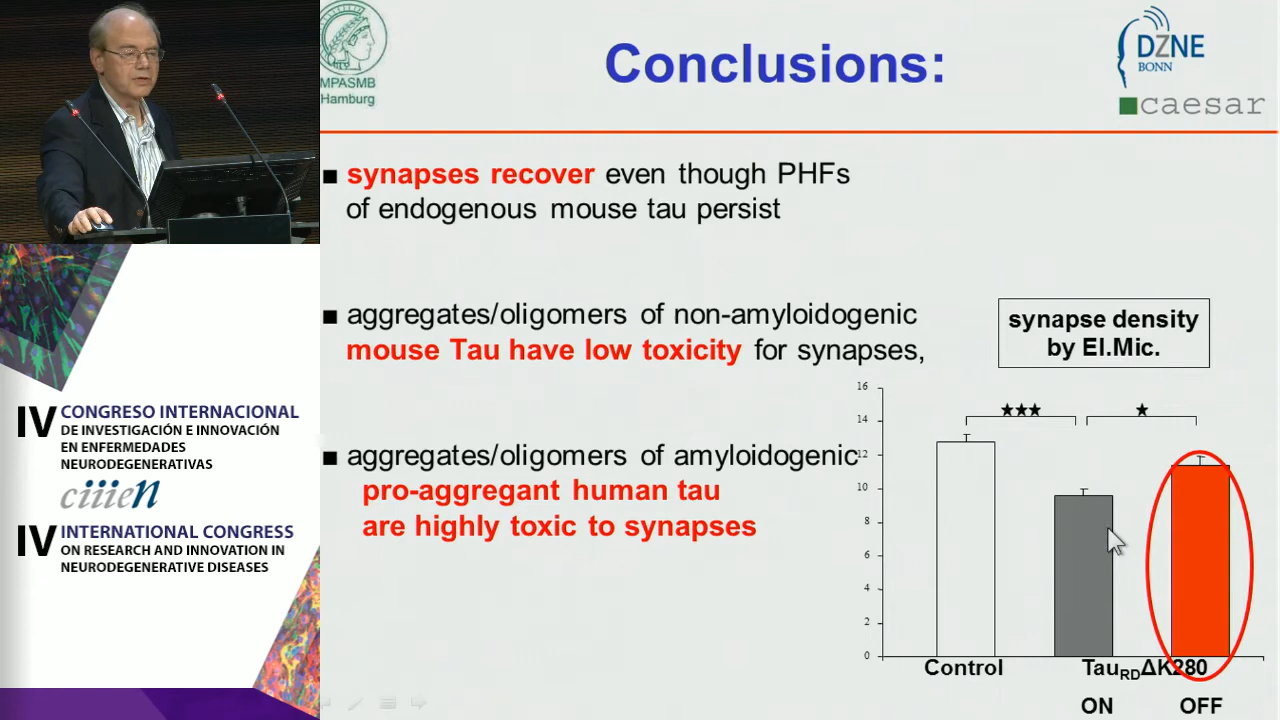 MPASMB
Hamburg
Conclusions:
DZNE
BONN
caesar
■ synapses recover even though PHFs
of endogenous mouse tau persist
■ aggregates/oligomers of non-amyloidogenic
mouse Tau have low toxicity for synapses,
■ aggregates/oligomers of amyloidogenic
pro-aggregant human tau
are highly toxic to synapses
synapse density
by El.Mic.
16
14
12
10
8
6
4
2
0
★★★
★
Control
TauRDΔK280
ON
OFF
IV CONGRESO INTERNACIONAL
DE INVESTIGACIÓN E INNOVACIÓN
EN ENFERMEDADES
NEURODEGENERATIVAS
ciiieN
IV INTERNATIONAL CONGRESS
ON RESEARCH AND INNOVATION IN
NEURODEGENERATIVE DISEASES